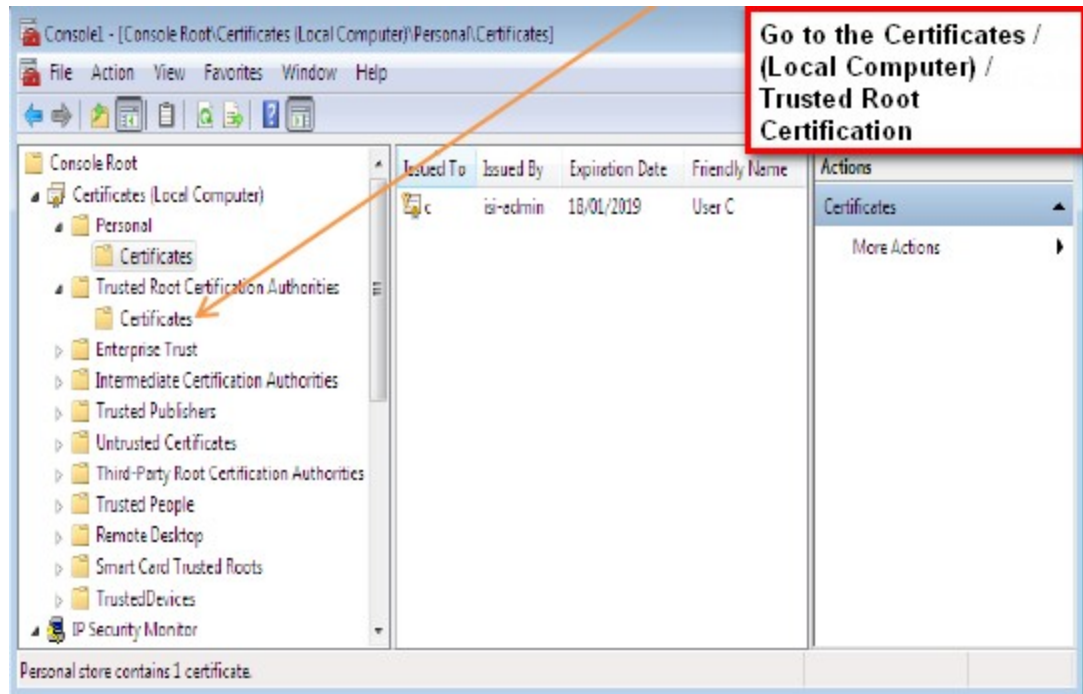 Console1 - [Console Root\Certificates (Local Computer)\Personal\Certificates]
Go to the Certificates /
(Local Computer) /
Trusted Root
Certification
File Action View Favorites Window Help
Console Root
Certificates (Local Computer)
Personal
Certificates
Trusted Root Certification Authorities
Certificates
Enterprise Trust
Intermediate Certification Authorities
Trusted Publishers
Untrusted Certificates
Third-Party Root Certification Authorities
Trusted People
Remote Desktop
Smart Card Trusted Roots
TrustedDevices
IP Security Monitor
Issued To Issued By Expiration Date Friendly Name
c isi-admin 18/01/2019 User C
Actions
Certificates
More Actions
Personal store contains 1 certificate.